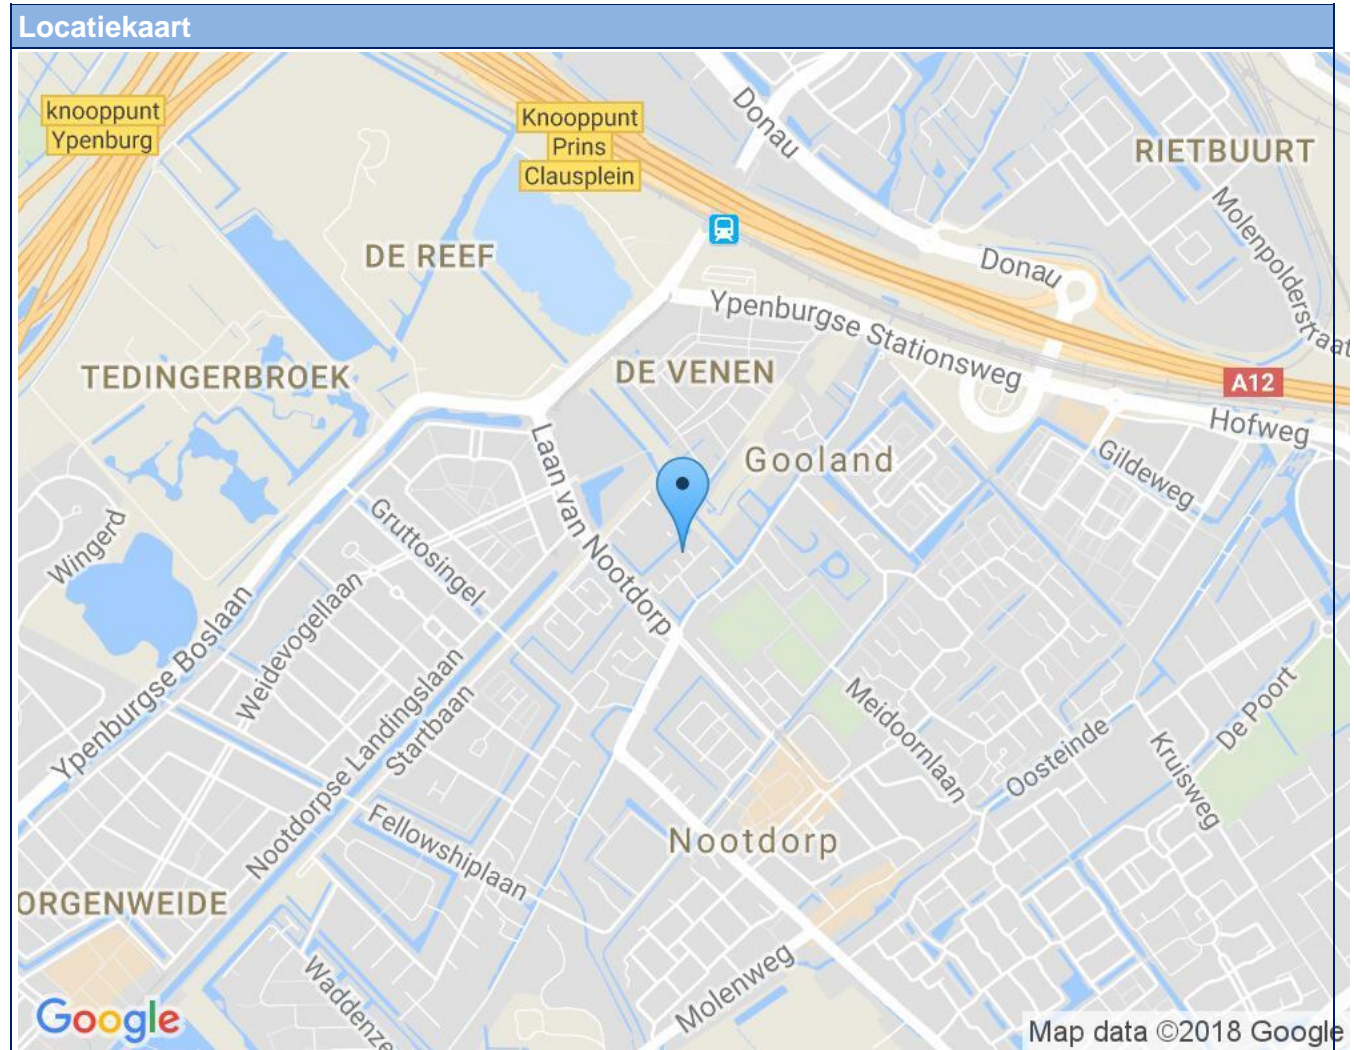 Locatiekaart
knooppunt
Ypenburg
Knooppunt
Prins
Clausplein
Donau
RIETBUURT
Molenpolderstraat
DE REEF
Donau
Ypenburgse Stationsweg
TEDINGERBROEK
DE VENEN
A12
Hofweg
Laan van Nootdorp
Gooland
Gildeweg
Wingerd
Gruttosingel
Weidevogellaan
Ypenburgse Boslaan
Nootdorpse Landingslaan
Startbaan
Meidoornlaan
Oosteinde
De Poort
Kruisweg
Fellowshiplaan
Nootdorp
ORGENWEIDE
Waddenze
Molenweg
Google
Map data ©2018 Google